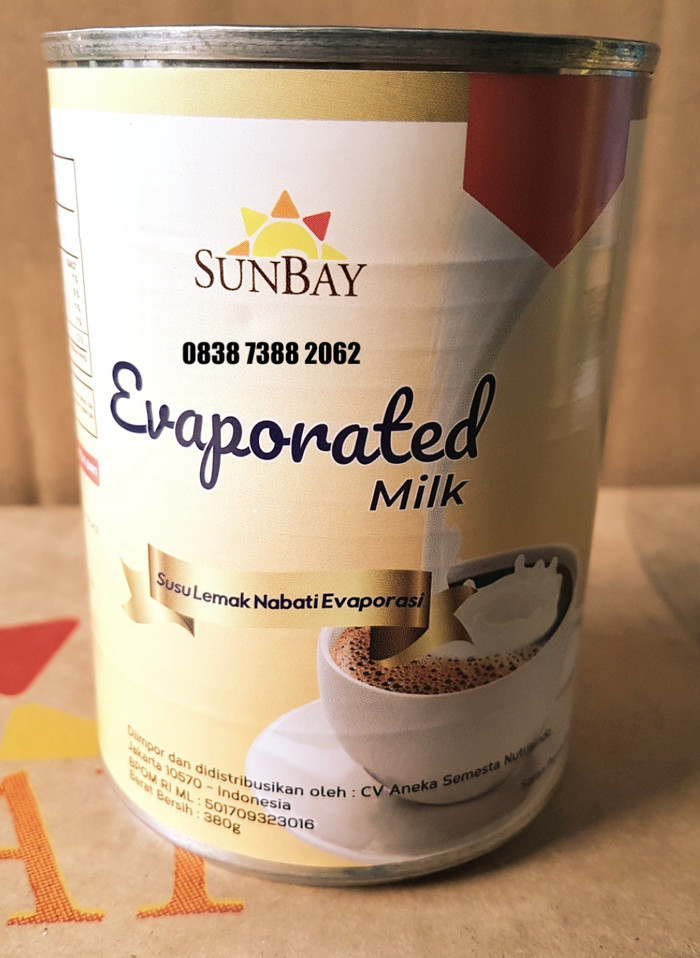 SUNBAY
0838 7388 2062
Evaporated
Milk
Susu Lemak Nabati Evaporasi
Diimpor dan didistribusikan oleh : CV Aneka Semesta
Jakarta 10570 - Indonesia
BPOM RI ML : 501709323016
Berat Bersih : 380g